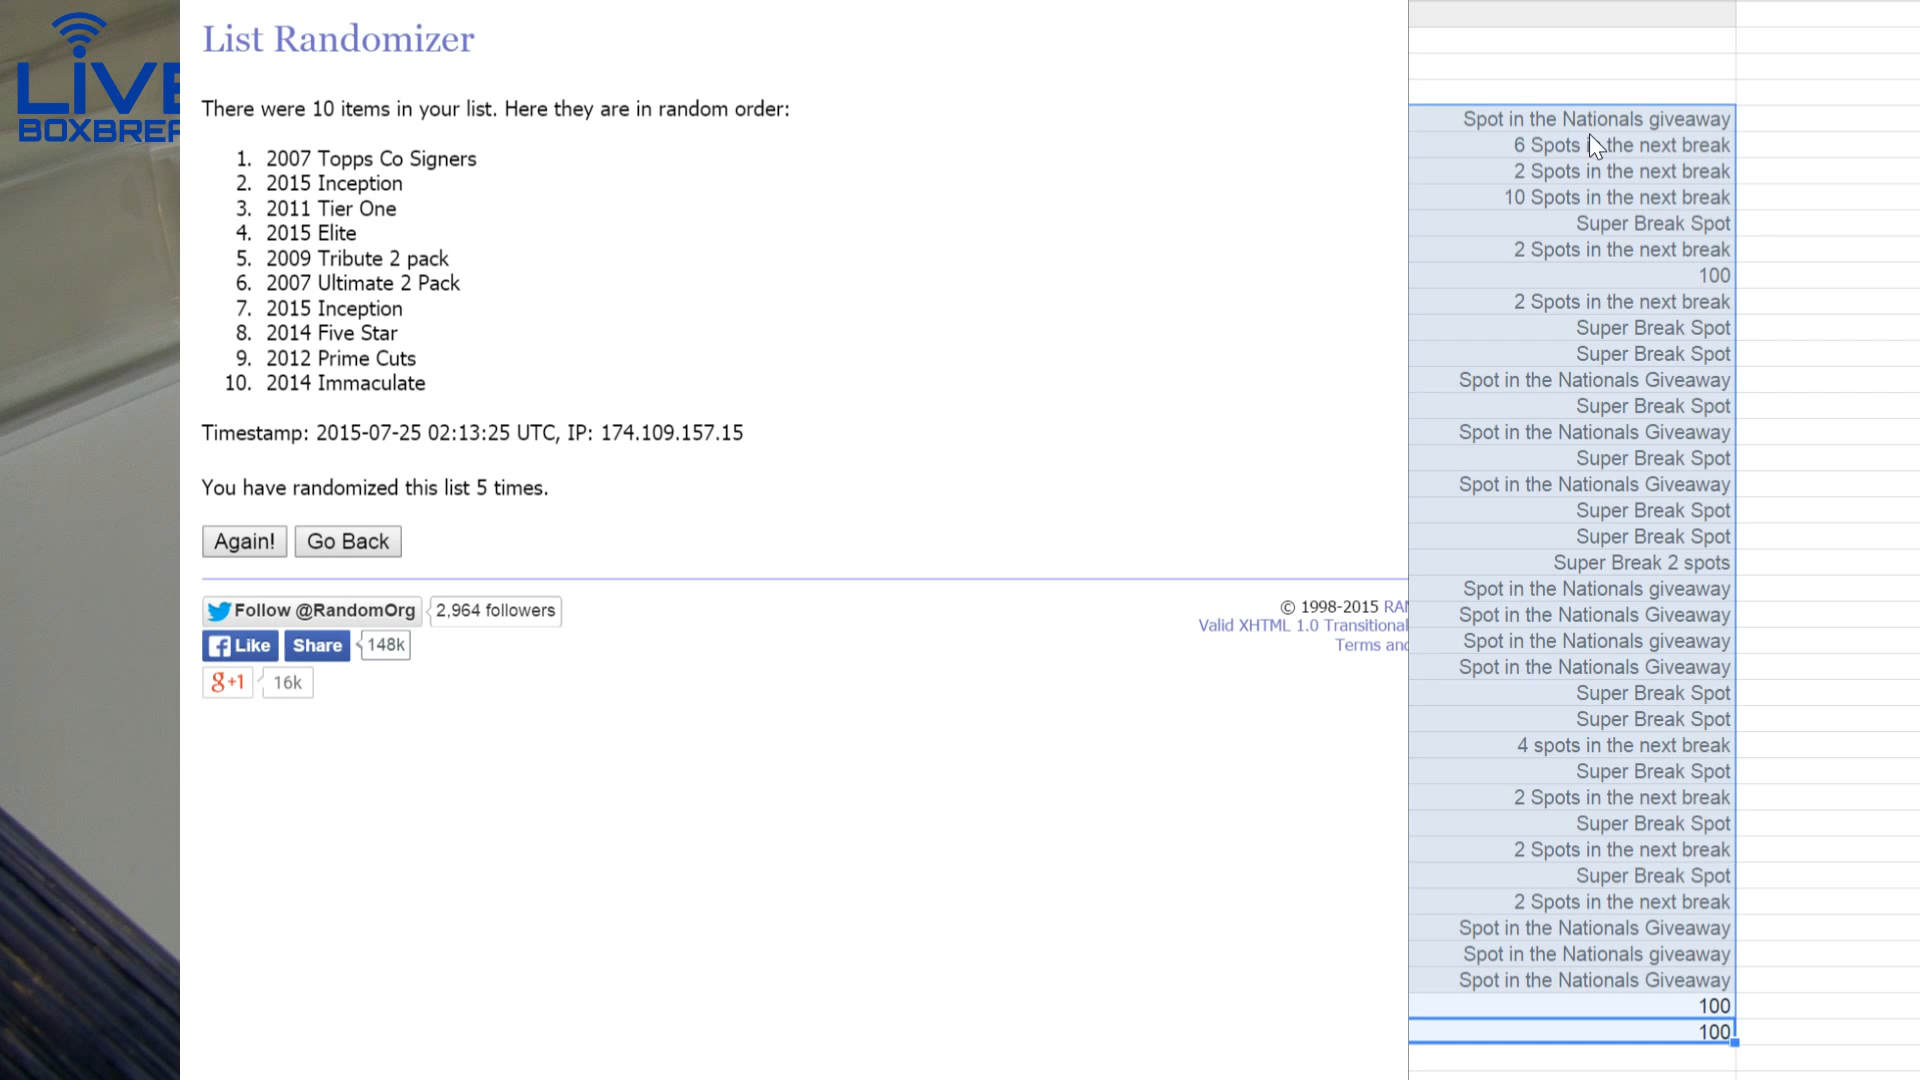 LIVE
BOXBREA
List Randomizer
There were 10 items in your list. Here they are in random order:
1. 2007 Topps Co Signers
2. 2015 Inception
3. 2011 Tier One
4. 2015 Elite
5. 2009 Tribute 2 pack
6. 2007 Ultimate 2 Pack
7. 2015 Inception
8. 2014 Five Star
9. 2012 Prime Cuts
10. 2014 Immaculate
Timestamp: 2015-07-25 02:13:25 UTC, IP: 174.109.157.15
You have randomized this list 5 times.
Again! Go Back
Follow @RandomOrg 2,964 followers
Like Share 148k
g+1 16k
© 1998-2015 RAN
Valid XHTML 1.0 Transitional
Terms and
Spot in the Nationals giveaway
6 Spots in the next break
2 Spots in the next break
10 Spots in the next break
Super Break Spot
2 Spots in the next break
100
2 Spots in the next break
Super Break Spot
Super Break Spot
Spot in the Nationals Giveaway
Super Break Spot
Spot in the Nationals Giveaway
Super Break Spot
Spot in the Nationals Giveaway
Super Break Spot
Super Break Spot
Super Break 2 spots
Spot in the Nationals giveaway
Spot in the Nationals Giveaway
Spot in the Nationals giveaway
Spot in the Nationals Giveaway
Super Break Spot
Super Break Spot
4 spots in the next break
Super Break Spot
2 Spots in the next break
Super Break Spot
2 Spots in the next break
Super Break Spot
2 Spots in the next break
Spot in the Nationals Giveaway
Spot in the Nationals giveaway
Spot in the Nationals Giveaway
100
100